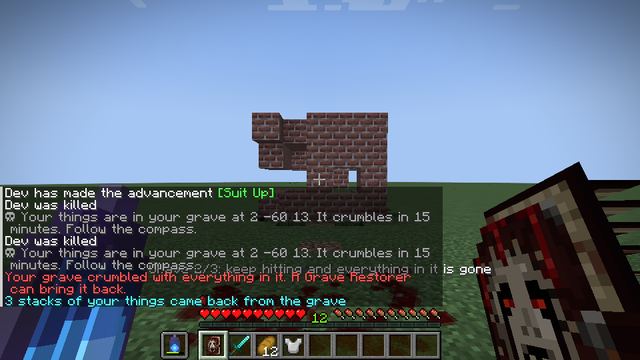 Dev has made the advancement [Suit Up]
Dev was killed
☠ Your things are in your grave at 2 -60 13. It crumbles in 15
minutes. Follow the compass.
Dev was killed
☠ Your things are in your grave at 2 -60 13. It crumbles in 15
minutes. Follow the compass.
2/3: keep hitting and everything in it is gone
Your grave crumbled with everything in it. A Grave Restorer
can bring it back.
3 stacks of your things came back from the grave
12
12